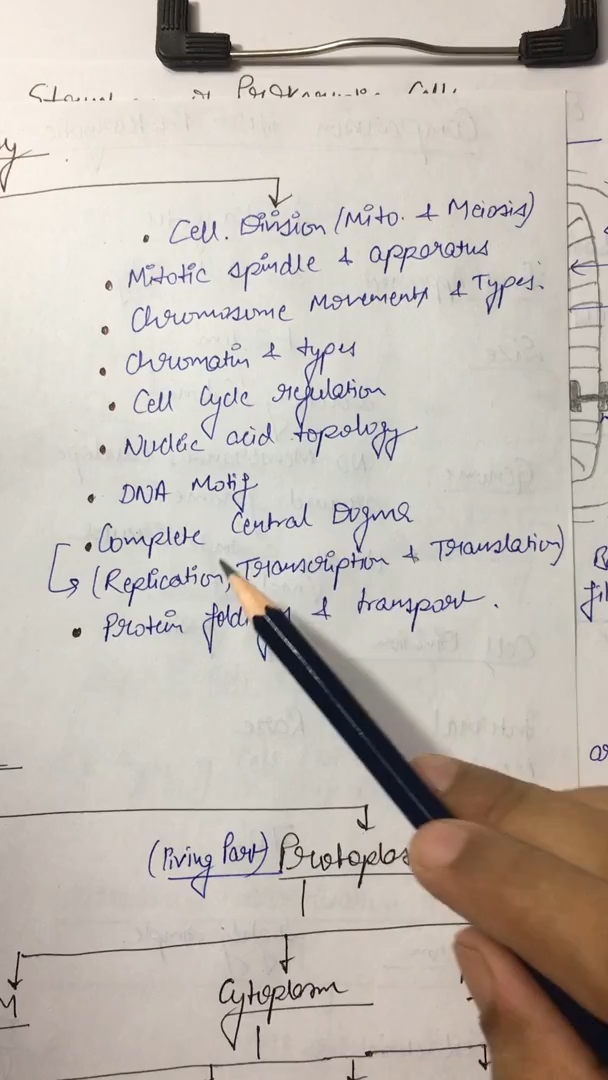 Cell. Division (Mito. & Meiosis)
• Mitotic spindle & apparatus
• Chromosome Movements & Types.
• Chromatin & types
• Cell Cycle regulation
• Nucleic acid topology
• DNA Motif
• Complete Central Dogma
(Replication, Transcription & Translation)
• Protein & transport.
(Living Part)
Cytoplasm
M